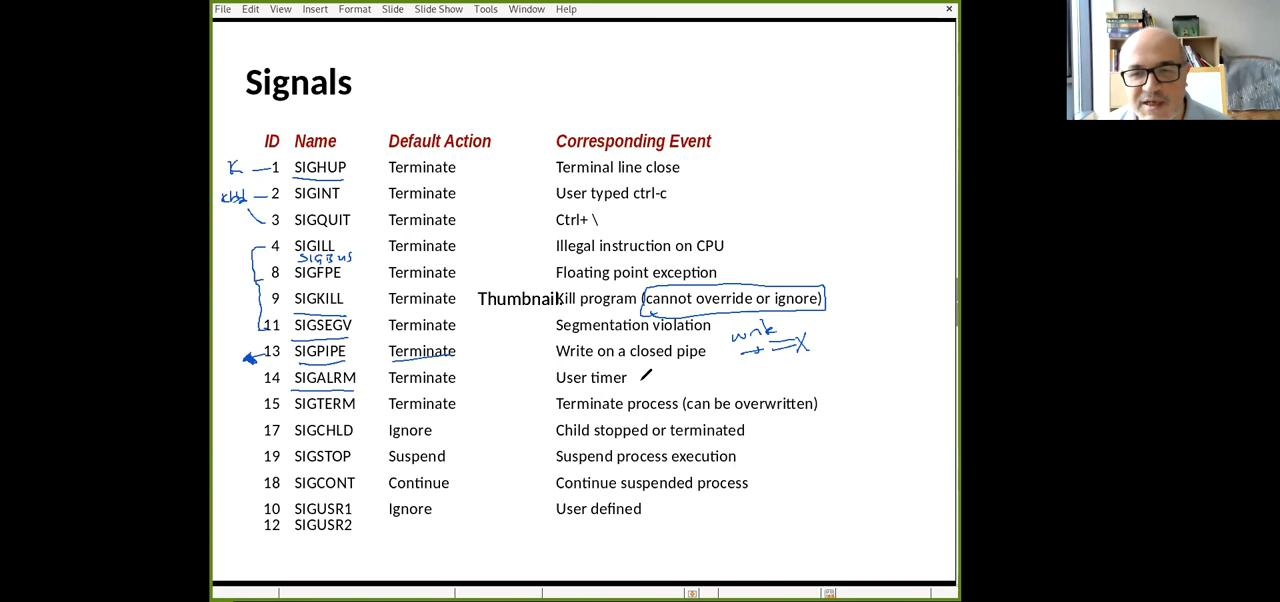 File Edit View Insert Format Slide Slide Show Tools Window Help ×
Signals
ID Name Default Action Corresponding Event
K 1 SIGHUP Terminate Terminal line close
kbd 2 SIGINT Terminate User typed ctrl-c
3 SIGQUIT Terminate Ctrl+ \
4 SIGILL Terminate Illegal instruction on CPU
SIGBUS
8 SIGFPE Terminate Floating point exception
9 SIGKILL Terminate Thumbnail Kill program (cannot override or ignore)
11 SIGSEGV Terminate Segmentation violation
write
13 SIGPIPE Terminate Write on a closed pipe
14 SIGALRM Terminate User timer
15 SIGTERM Terminate Terminate process (can be overwritten)
17 SIGCHLD Ignore Child stopped or terminated
19 SIGSTOP Suspend Suspend process execution
18 SIGCONT Continue Continue suspended process
10 SIGUSR1 Ignore User defined
12 SIGUSR2